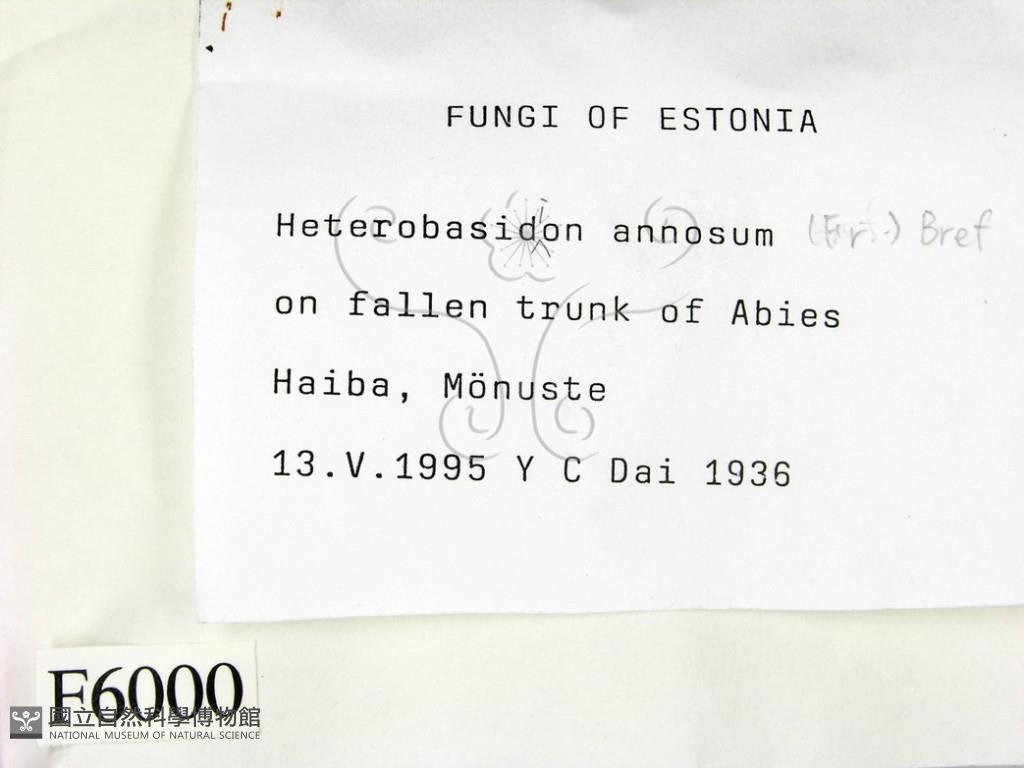 FUNGI OF ESTONIA
Heterobasidon annosum (Fr.) Bref
on fallen trunk of Abies
Haiba, Mönuste
13.V.1995 Y C Dai 1936
F6000
國立自然科學博物館
NATIONAL MUSEUM OF NATURAL SCIENCE